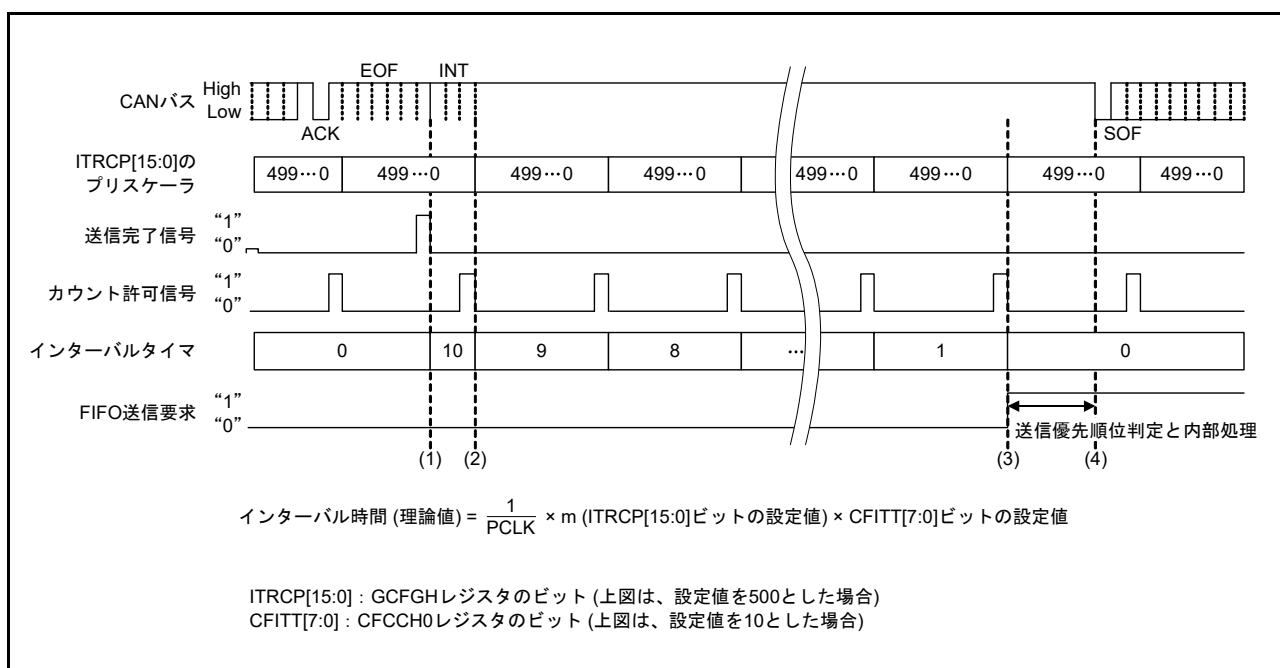 EOF INT
CANバス High
Low
ACK SOF
ITRCP[15:0]の
プリスケーラ
499…0 499…0 499…0 499…0 499…0 499…0 499…0 499…0
送信完了信号 “1”
“0”
カウント許可信号 “1”
“0”
インターバルタイマ 0 10 9 8 … 1 0
FIFO送信要求 “1”
“0”
送信優先順位判定と内部処理
(1) (2) (3) (4)
インターバル時間 (理論値) = 1/PCLK × m (ITRCP[15:0]ビットの設定値) × CFITT[7:0]ビットの設定値
ITRCP[15:0] : GCFGHレジスタのビット (上図は、設定値を500とした場合)
CFITT[7:0] : CFCCH0レジスタのビット (上図は、設定値を10とした場合)